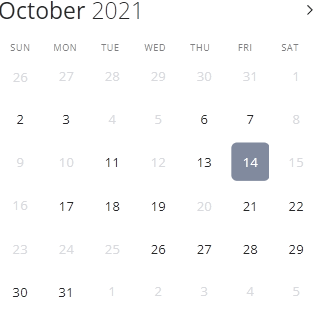 October 2021
SUN MON TUE WED THU FRI SAT
26 27 28 29 30 31 1
2 3 4 5 6 7 8
9 10 11 12 13 14 15
16 17 18 19 20 21 22
23 24 25 26 27 28 29
30 31 1 2 3 4 5